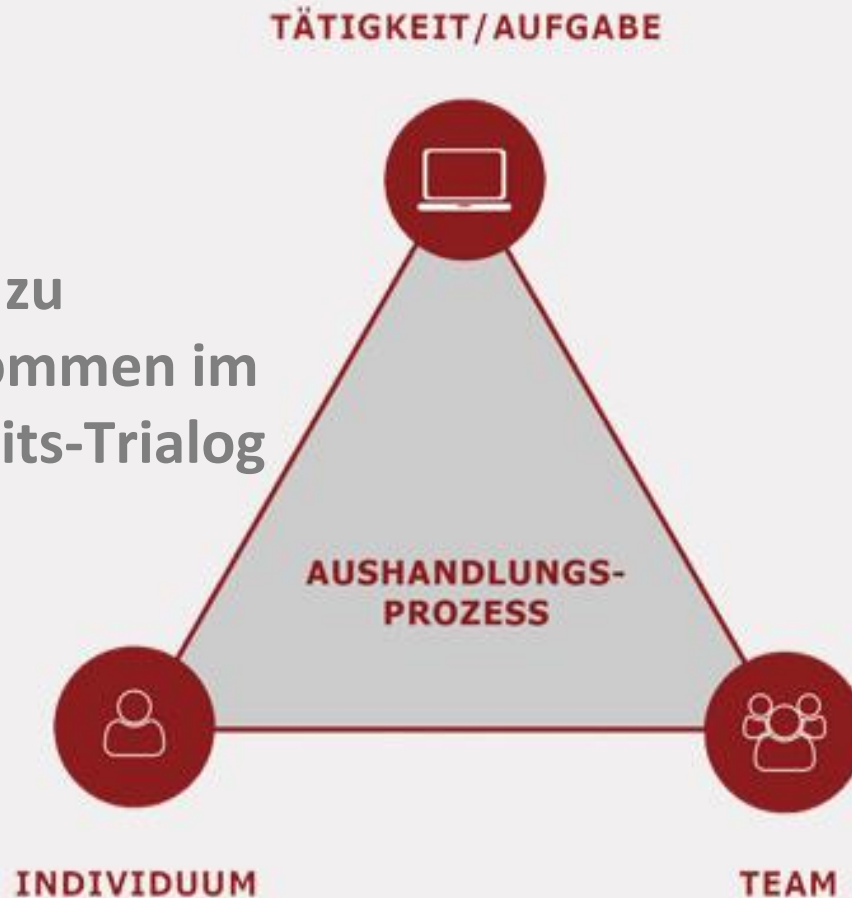 TÄTIGKEIT/AUFGABE
zu
ommen im
its-Trialog
AUSHANDLUNGS-
PROZESS
INDIVIDUUM
TEAM